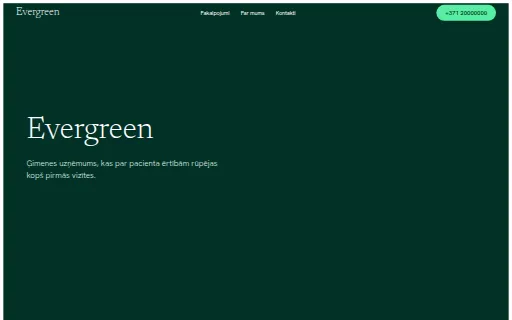 Evergreen
Pakalpojumi
Par mums
Kontakti
+371 20000000
Evergreen
Ģimenes uzņēmums, kas par pacienta ērtībām rūpējas
kopš pirmās vizītes.